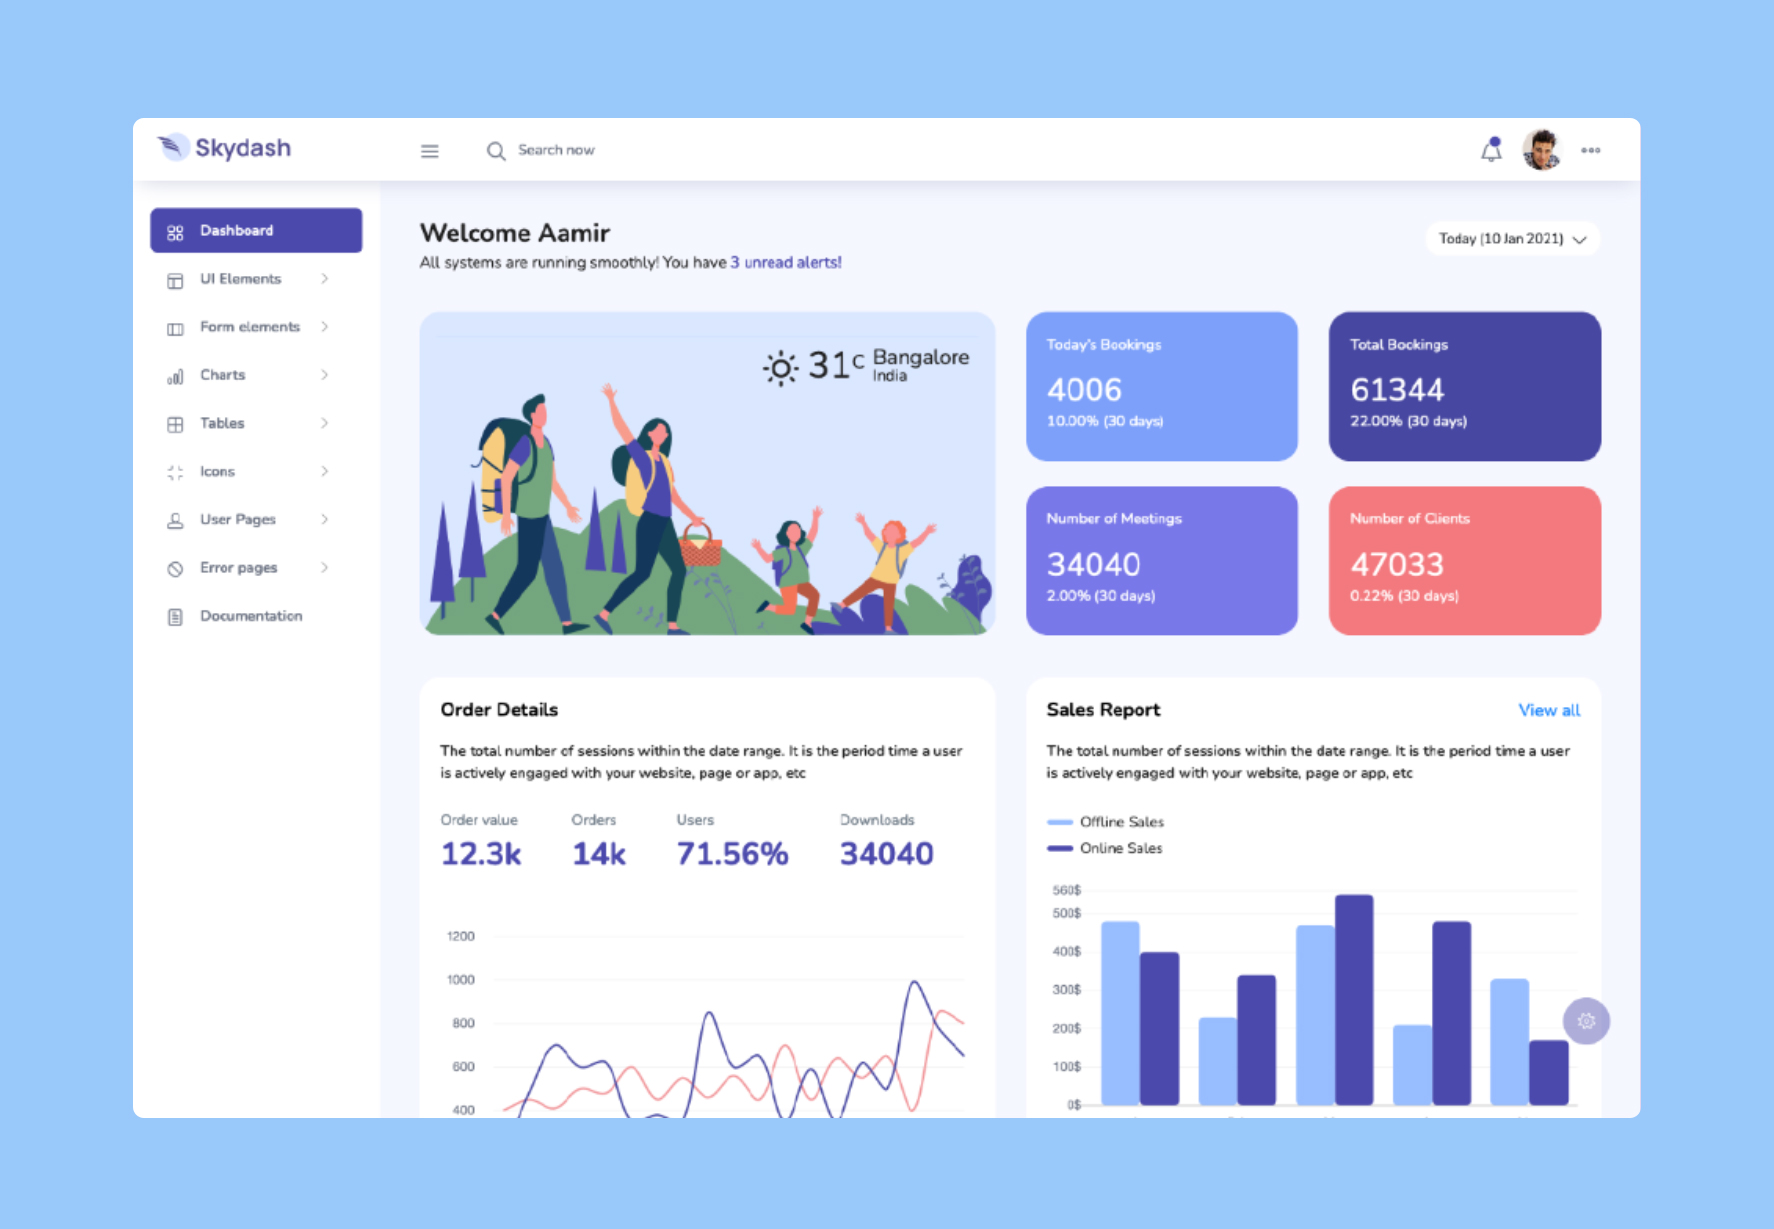 Skydash
Search now
Dashboard
UI Elements
Form elements
Charts
Tables
Icons
User Pages
Error pages
Documentation
Welcome Aamir
All systems are running smoothly! You have 3 unread alerts!
Today (10 Jan 2021)
31C Bangalore
India
Today's Bookings
4006
10.00% (30 days)
Total Bookings
61344
22.00% (30 days)
Number of Meetings
34040
2.00% (30 days)
Number of Clients
47033
0.22% (30 days)
Order Details
The total number of sessions within the date range. It is the period time a user
is actively engaged with your website, page or app, etc
Order value
12.3k
Orders
14k
Users
71.56%
Downloads
34040
1200
1000
800
600
400
Sales Report
View all
The total number of sessions within the date range. It is the period time a user
is actively engaged with your website, page or app, etc
Offline Sales
Online Sales
560$
500$
400$
300$
200$
100$
0$